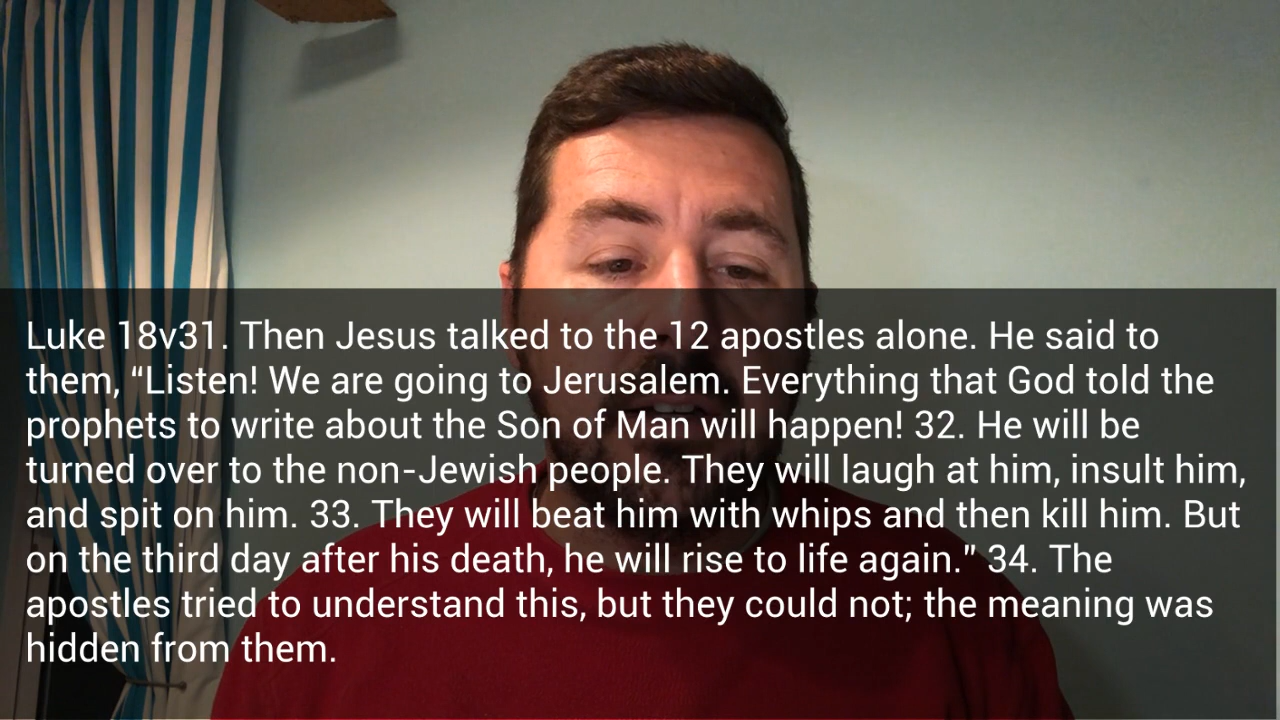 Luke 18v31. Then Jesus talked to the 12 apostles alone. He said to
them, “Listen! We are going to Jerusalem. Everything that God told the
prophets to write about the Son of Man will happen! 32. He will be
turned over to the non-Jewish people. They will laugh at him, insult him,
and spit on him. 33. They will beat him with whips and then kill him. But
on the third day after his death, he will rise to life again.” 34. The
apostles tried to understand this, but they could not; the meaning was
hidden from them.